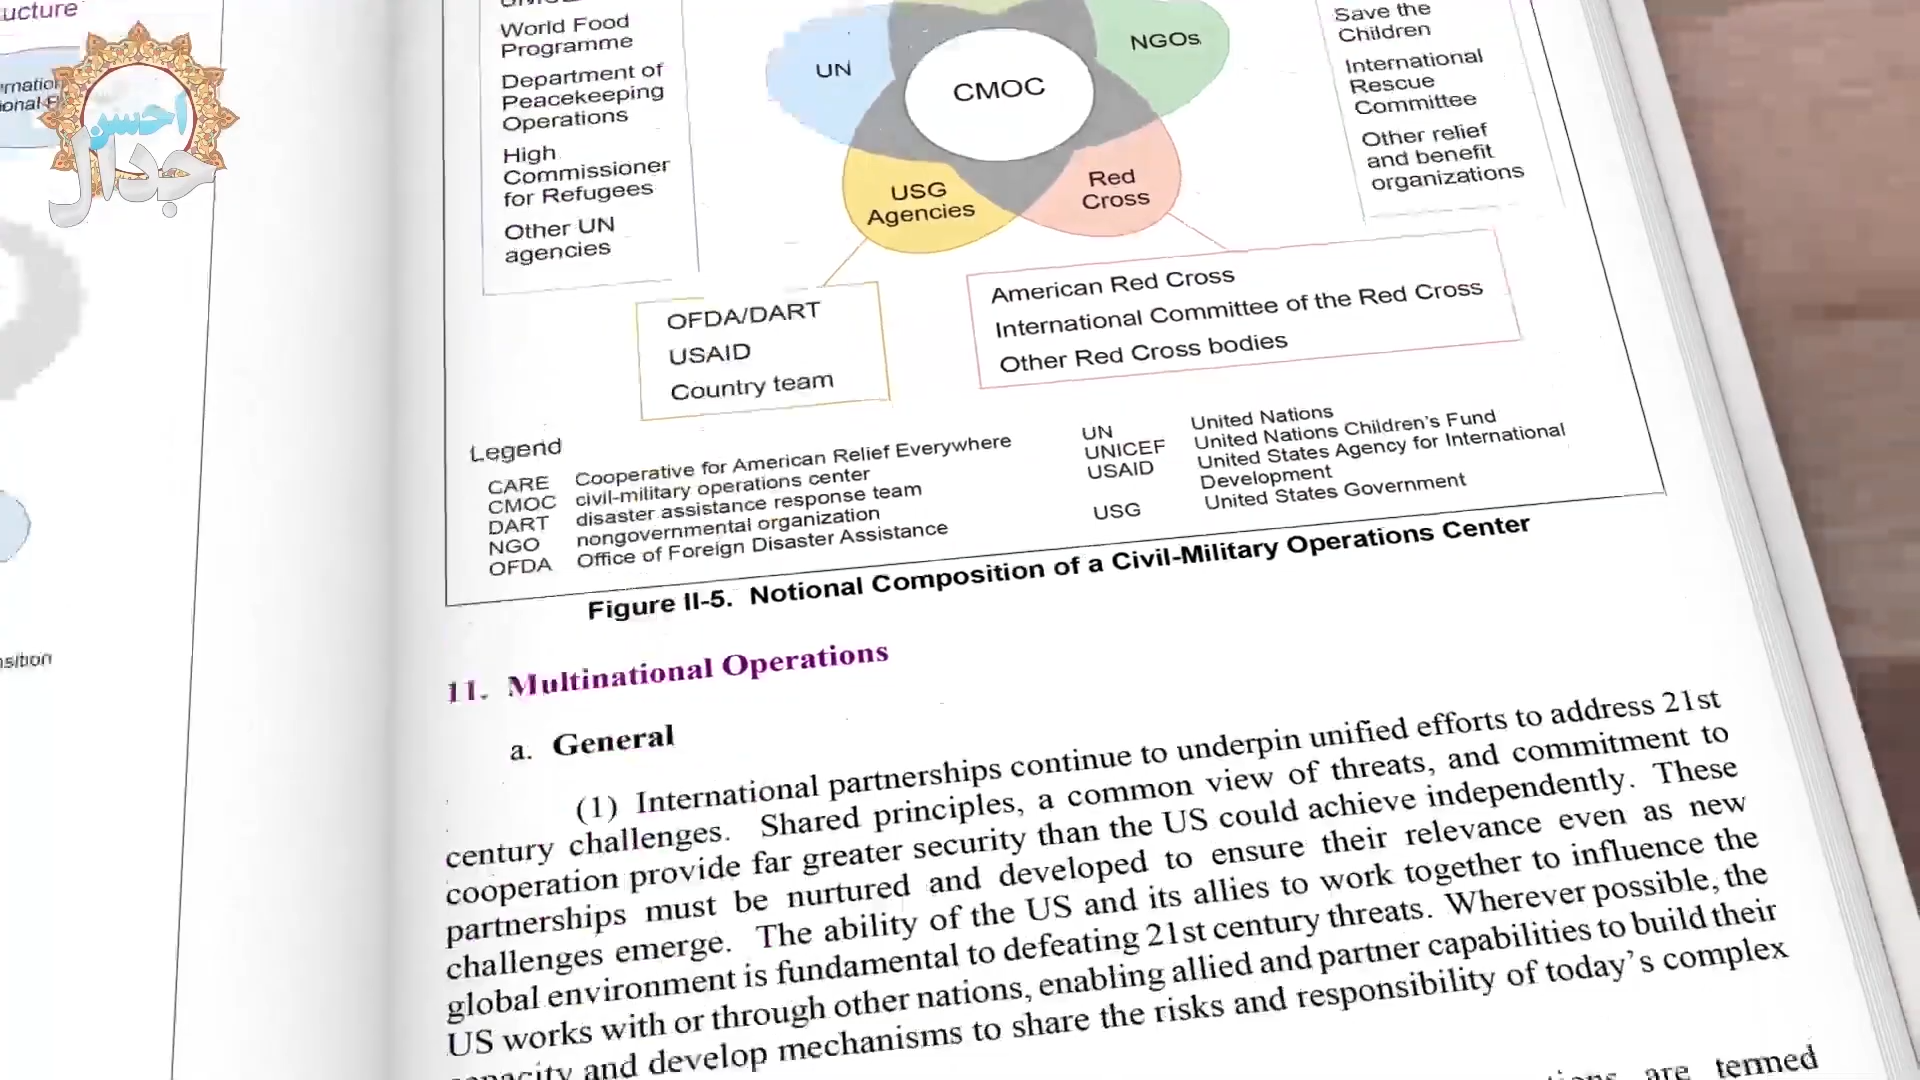 ucture
احسن
جدال
World Food
Programme
Department of
Peacekeeping
Operations
High
Commissioner
for Refugees
Other UN
agencies
UN
NGOs
CMOC
USG
Agencies
Red
Cross
Save the
Children
International
Rescue
Committee
Other relief
and benefit
organizations
OFDA/DART
USAID
Country team
American Red Cross
International Committee of the Red Cross
Other Red Cross bodies
Legend
CARE Cooperative for American Relief Everywhere
CMOC civil-military operations center
DART disaster assistance response team
NGO nongovernmental organization
OFDA Office of Foreign Disaster Assistance
UN United Nations
UNICEF United Nations Children's Fund
USAID United States Agency for International
Development
USG United States Government
Figure II-5. Notional Composition of a Civil-Military Operations Center
11. Multinational Operations
a. General
(1) International partnerships continue to underpin unified efforts to address 21st
century challenges. Shared principles, a common view of threats, and commitment to
cooperation provide far greater security than the US could achieve independently. These
partnerships must be nurtured and developed to ensure their relevance even as new
challenges emerge. The ability of the US and its allies to work together to influence the
global environment is fundamental to defeating 21st century threats. Wherever possible, the
US works with or through other nations, enabling allied and partner capabilities to build their
and develop mechanisms to share the risks and responsibility of today's complex
are termed